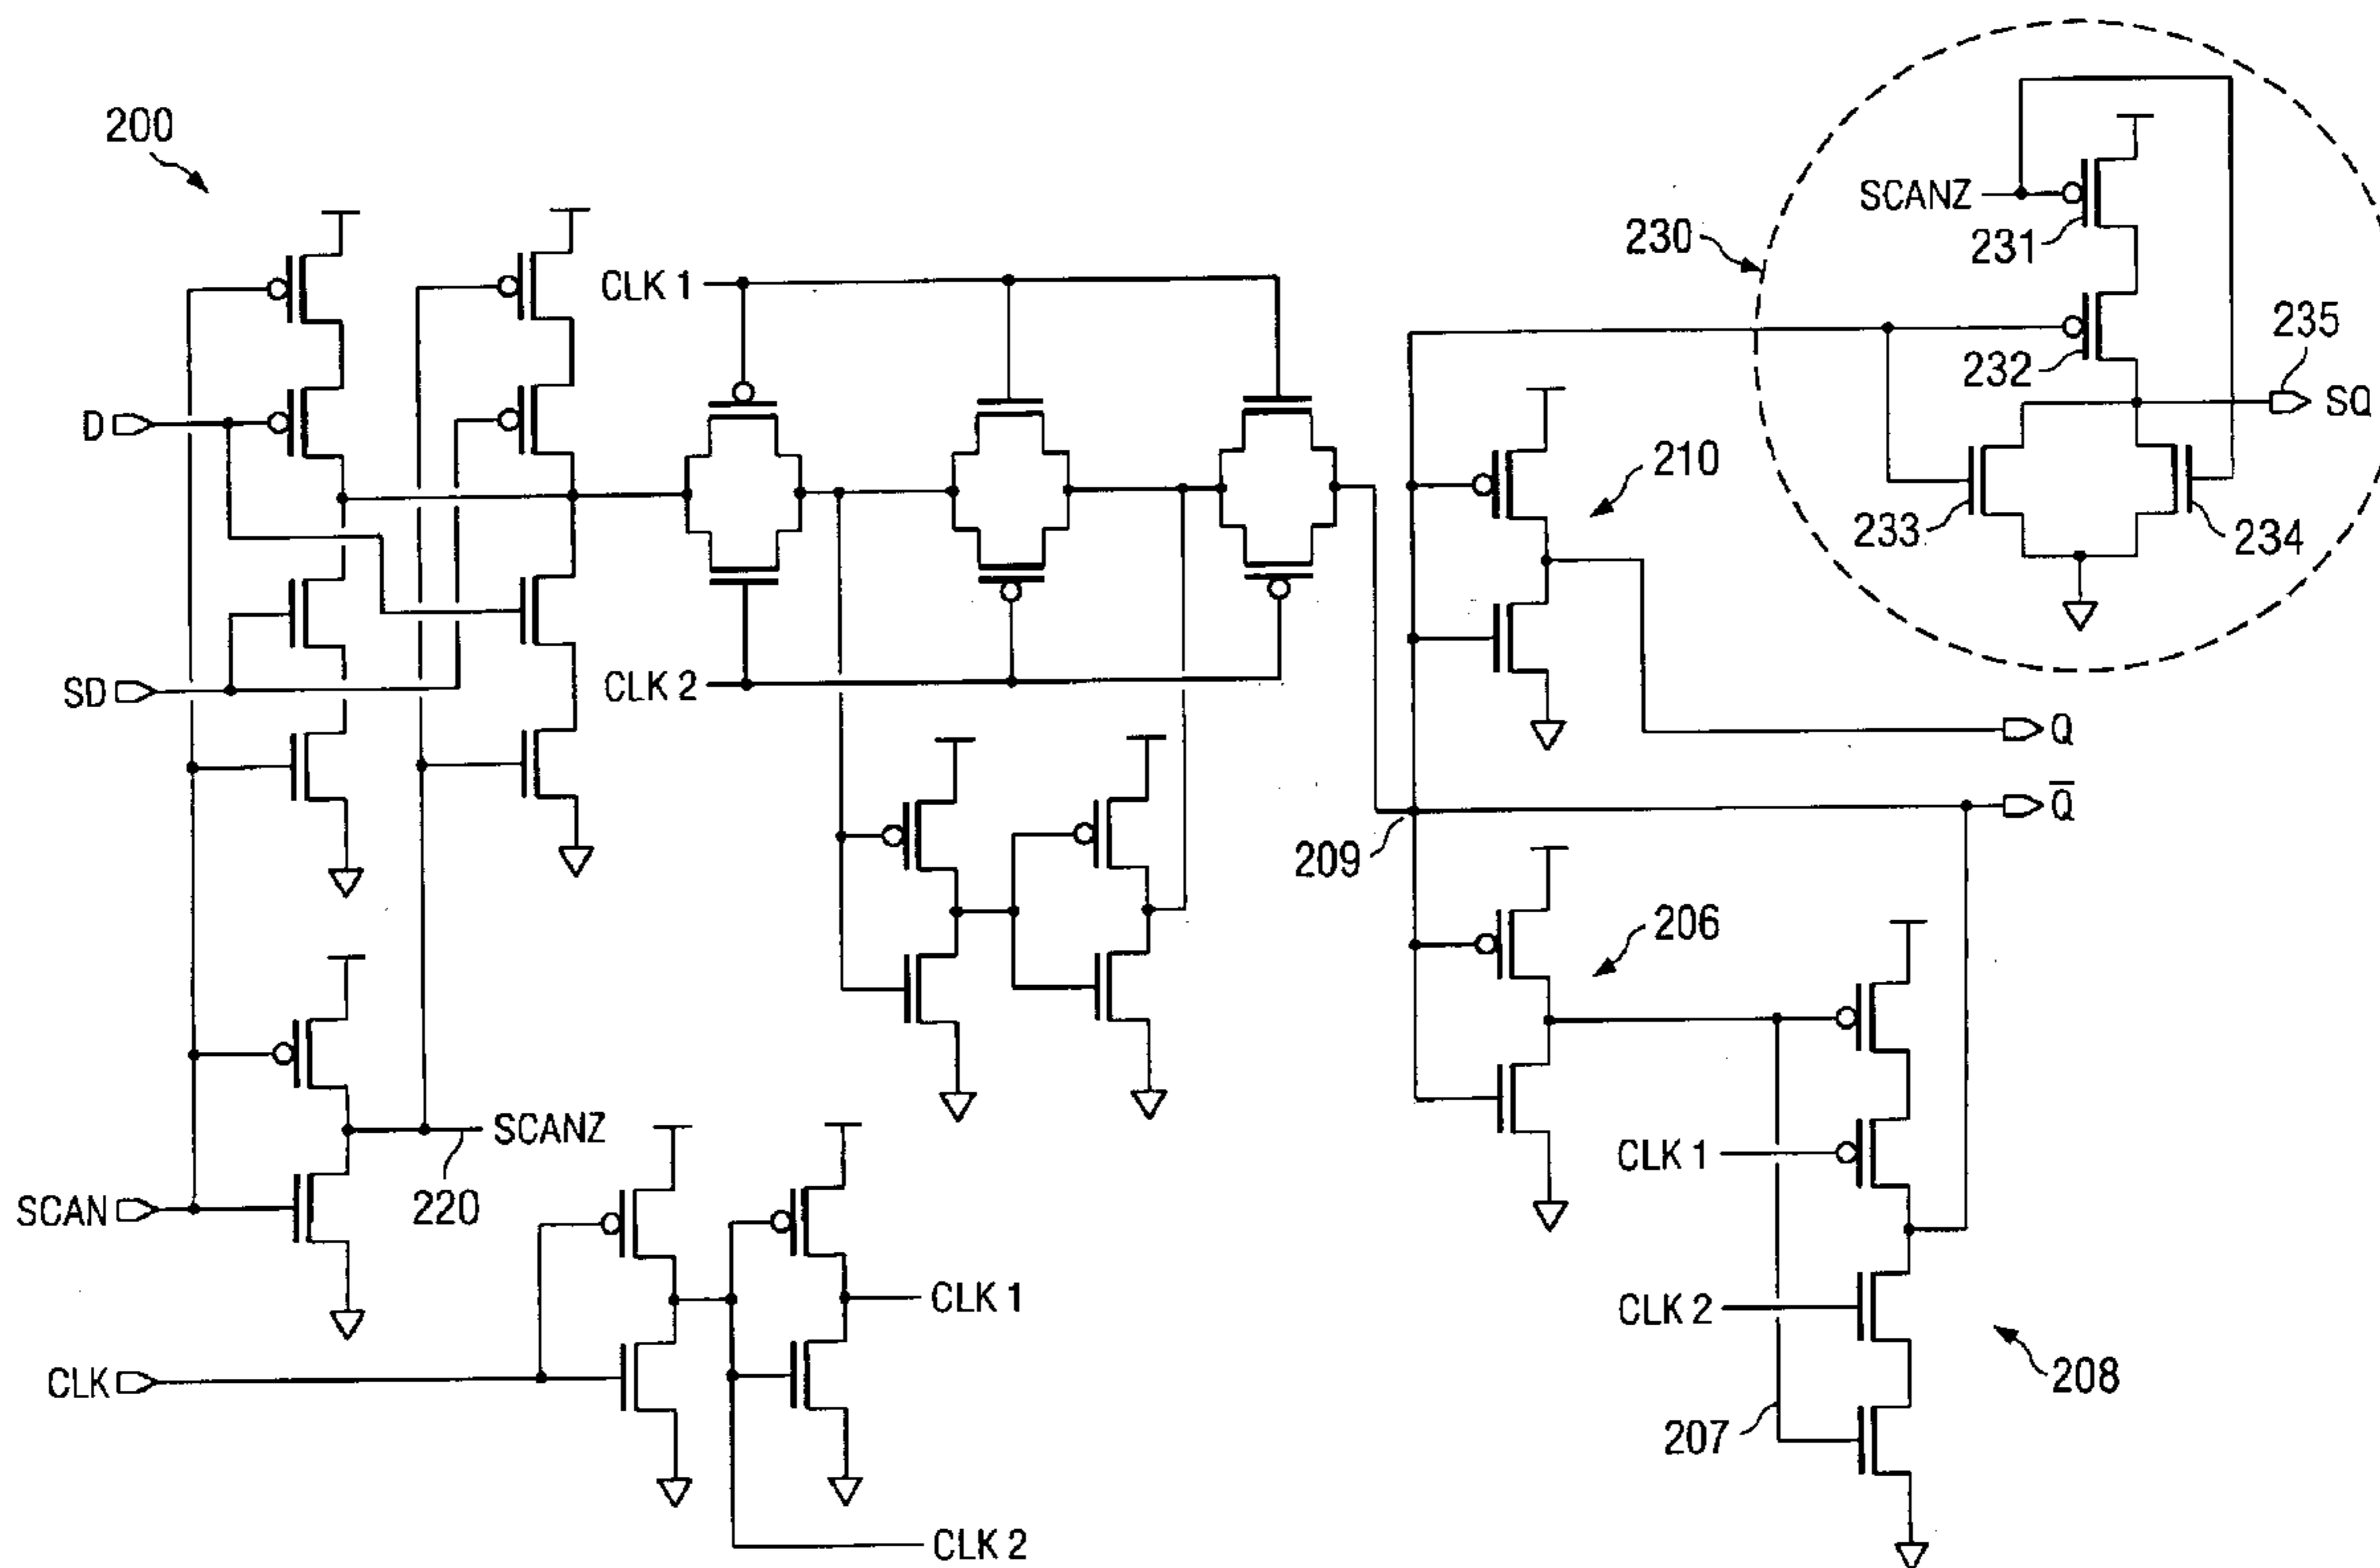 200
SCANZ
231
230
CLK 1
235
232
SQ
D
210
233
234
SD
CLK 2
Q
Q̅
209
206
SCANZ
CLK 1
SCAN
220
CLK 1
CLK 2
CLK
208
207
CLK 2